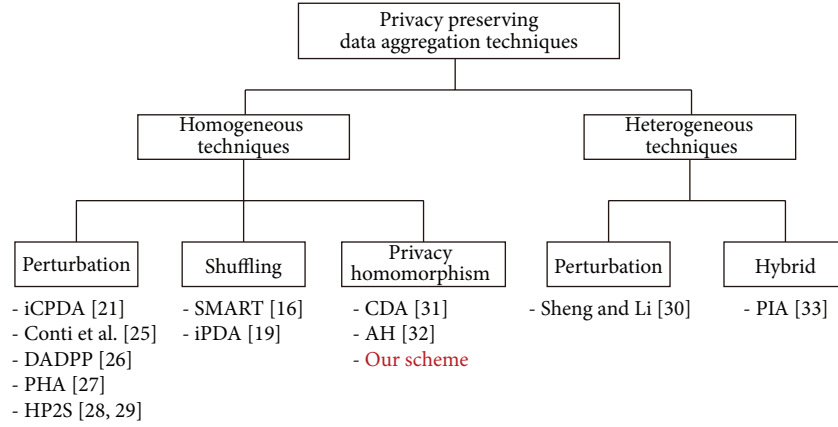 Privacy preserving
data aggregation techniques
Homogeneous
techniques
Heterogeneous
techniques
Perturbation
- iCPDA [21]
- Conti et al. [25]
- DADPP [26]
- PHA [27]
- HP2S [28, 29]
Shuffling
- SMART [16]
- iPDA [19]
Privacy
homomorphism
- CDA [31]
- AH [32]
- Our scheme
Perturbation
- Sheng and Li [30]
Hybrid
- PIA [33]